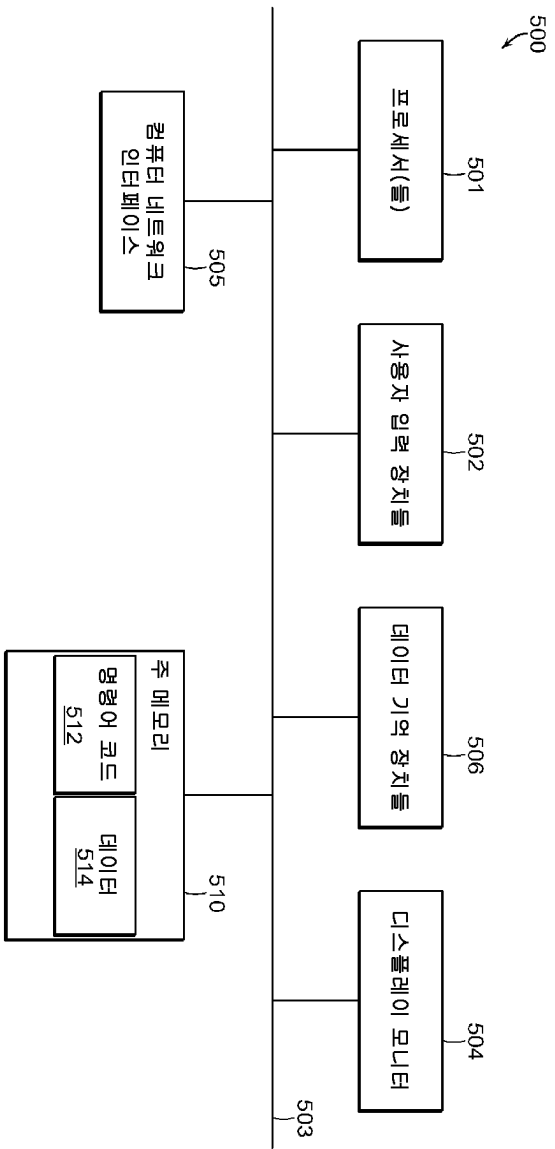 500
501
프로세서(들)
502
사용자 입력 장치들
506
데이터 기억 장치들
504
디스플레이 모니터
503
505
컴퓨터 네트워크
인터페이스
510
주 메모리
명령어 코드
512
데이터
514